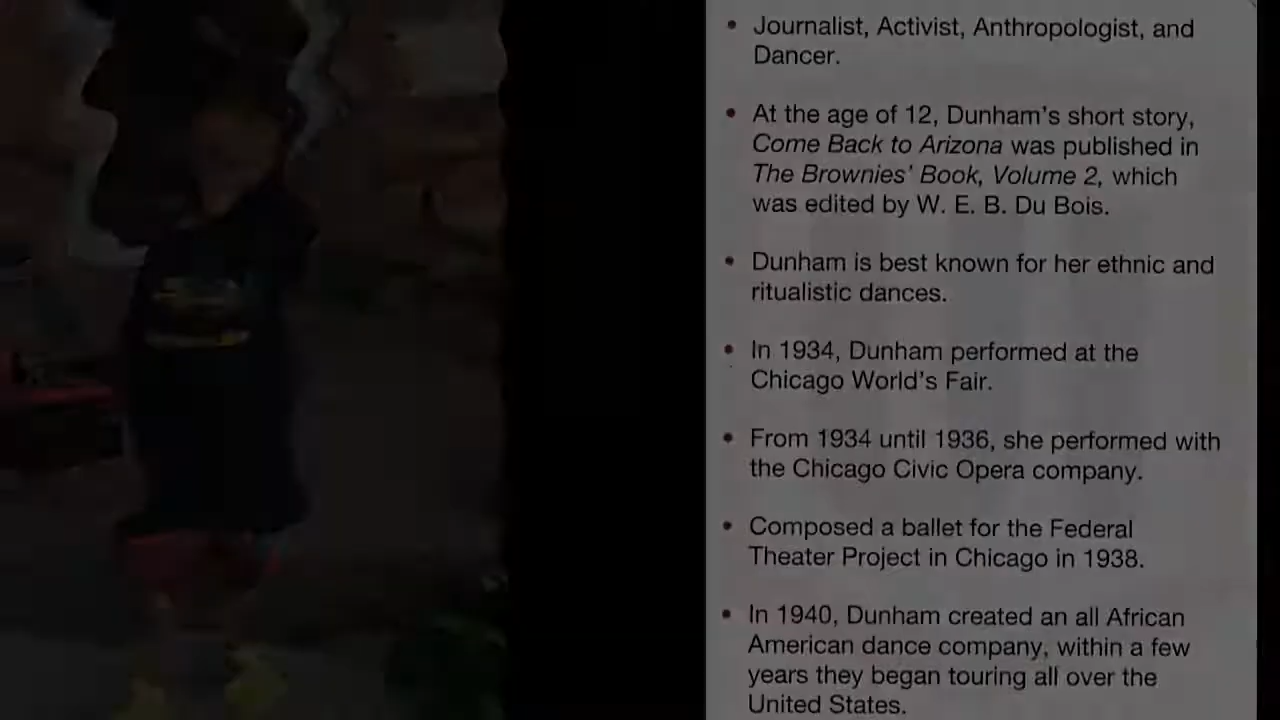 • Journalist, Activist, Anthropologist, and
Dancer.
• At the age of 12, Dunham's short story,
Come Back to Arizona was published in
The Brownies' Book, Volume 2, which
was edited by W. E. B. Du Bois.
• Dunham is best known for her ethnic and
ritualistic dances.
• In 1934, Dunham performed at the
Chicago World's Fair.
• From 1934 until 1936, she performed with
the Chicago Civic Opera company.
• Composed a ballet for the Federal
Theater Project in Chicago in 1938.
• In 1940, Dunham created an all African
American dance company, within a few
years they began touring all over the
United States.